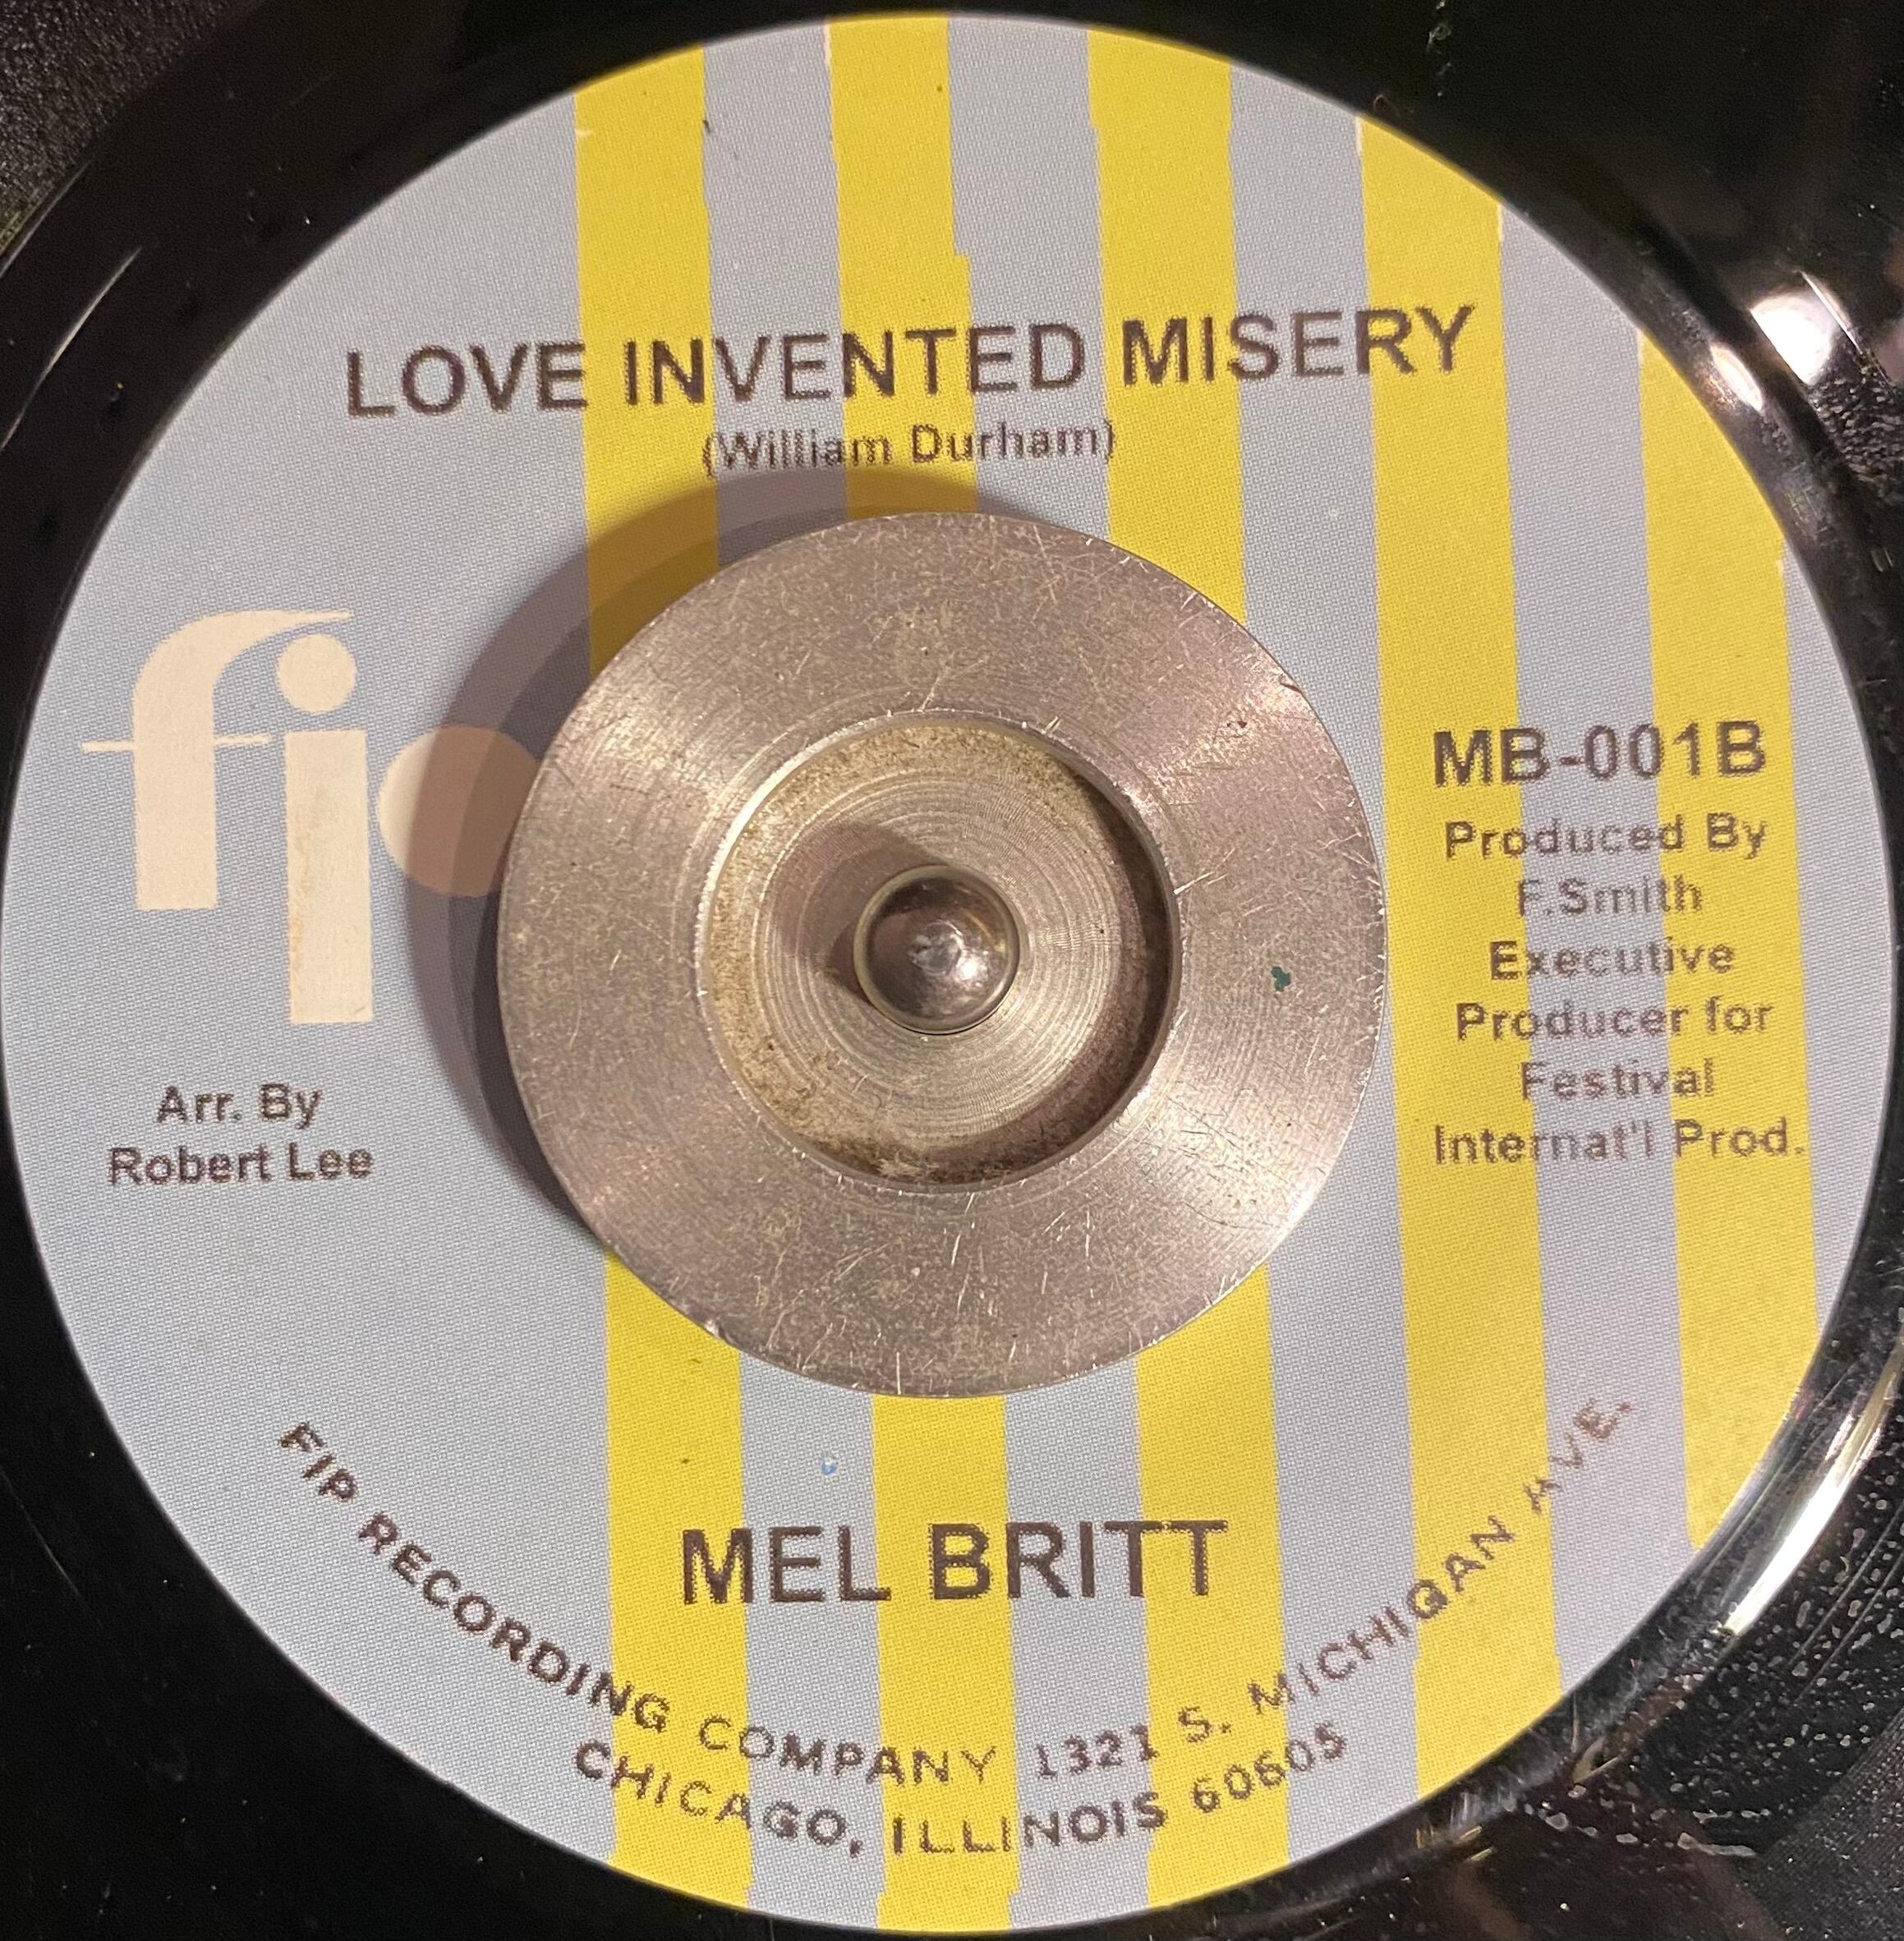 LOVE INVENTED MISERY
(William Durham)
fip
MB-001B
Produced By
F.Smith
Executive
Producer for
Festival
Internat'l Prod.
Arr. By
Robert Lee
MEL BRITT
FIP RECORDING COMPANY 1321 S. MICHIGAN AVE.
CHICAGO, ILLINOIS 60605